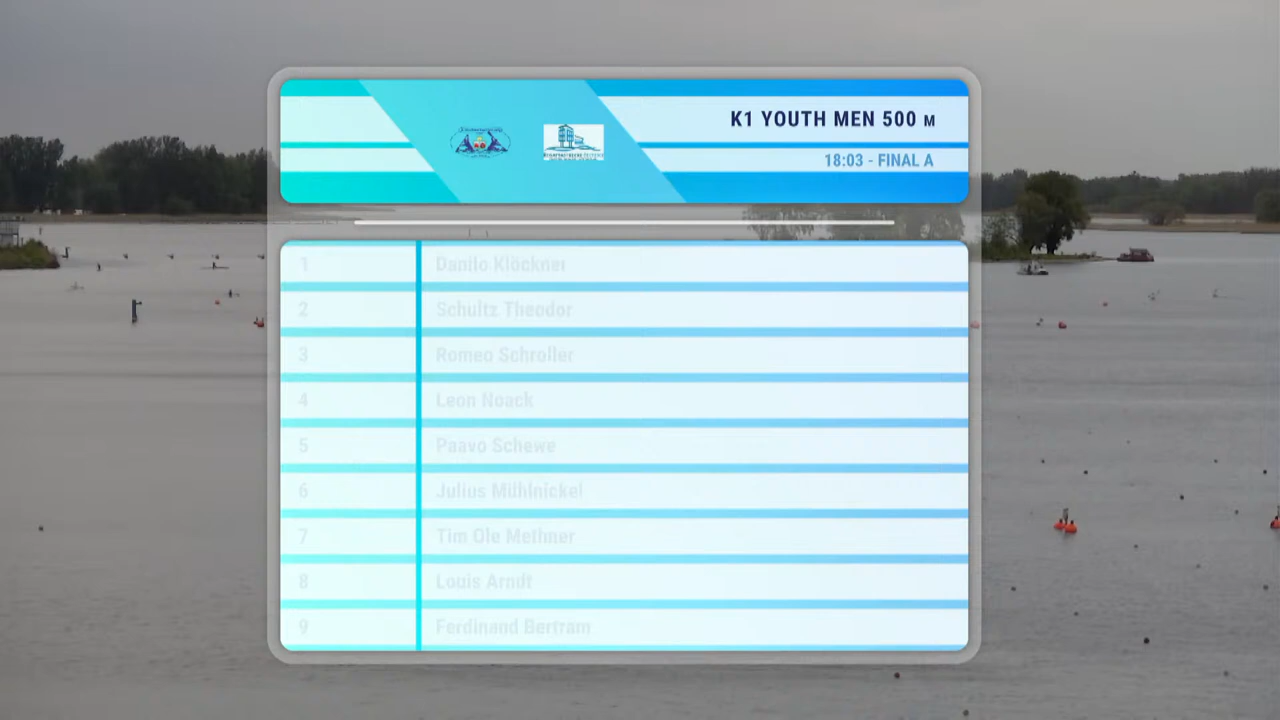 K1 YOUTH MEN 500 M
18:03 - FINAL A
1 Danilo Klöckner
2 Schultz Theodor
3 Romeo Schroller
4 Leon Noack
5 Paavo Schewe
6 Julius Mühlnickel
7 Tim Ole Methner
8 Louis Arndt
9 Ferdinand Bertram